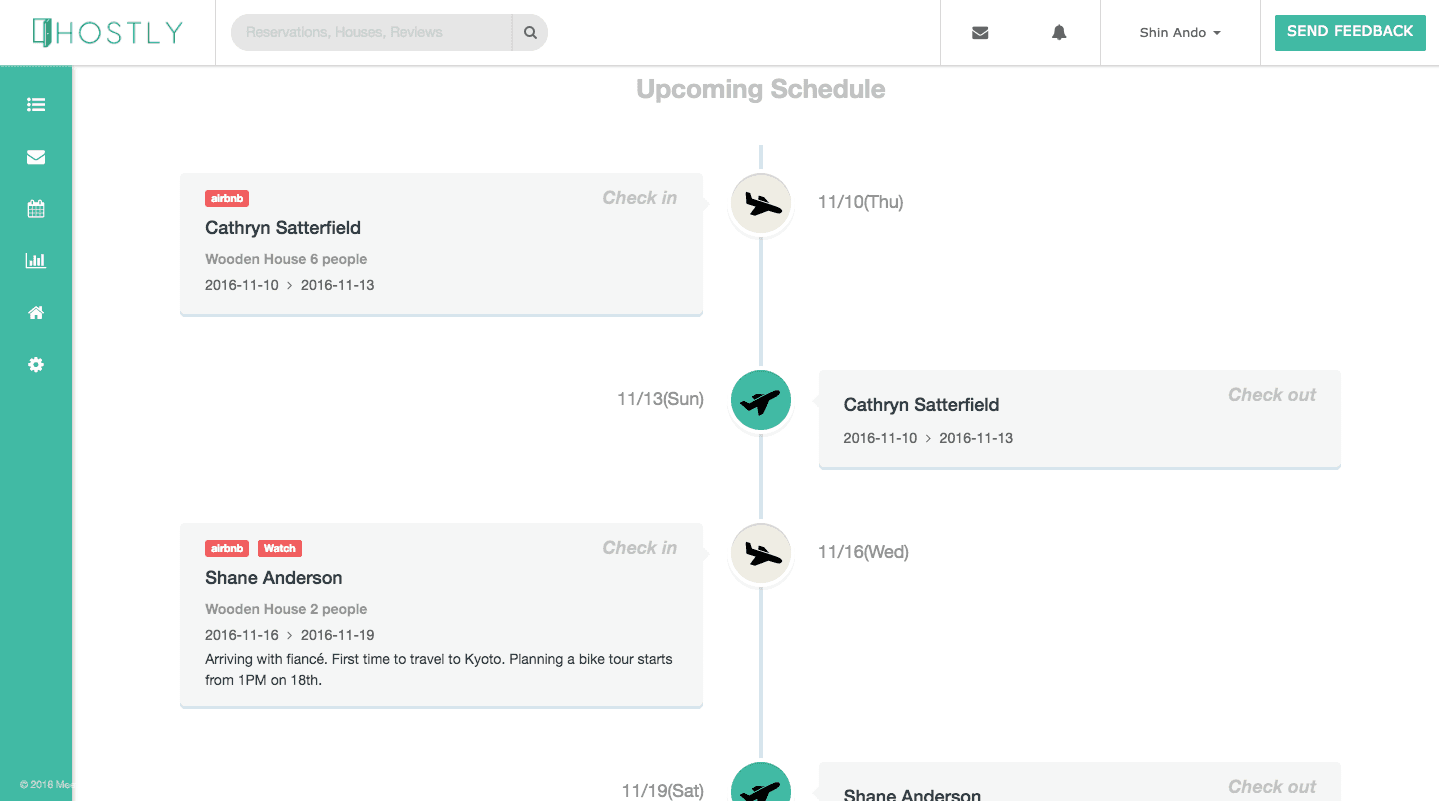 HOSTLY
Reservations, Houses, Reviews
Shin Ando
SEND FEEDBACK
Upcoming Schedule
airbnb
Check in
Cathryn Satterfield
Wooden House 6 people
2016-11-10 > 2016-11-13
11/10(Thu)
11/13(Sun)
Check out
Cathryn Satterfield
2016-11-10 > 2016-11-13
airbnb Watch
Check in
Shane Anderson
Wooden House 2 people
2016-11-16 > 2016-11-19
Arriving with fiancé. First time to travel to Kyoto. Planning a bike tour starts
from 1PM on 18th.
11/16(Wed)
11/19(Sat)
Check out
Shane Anderson
© 2016